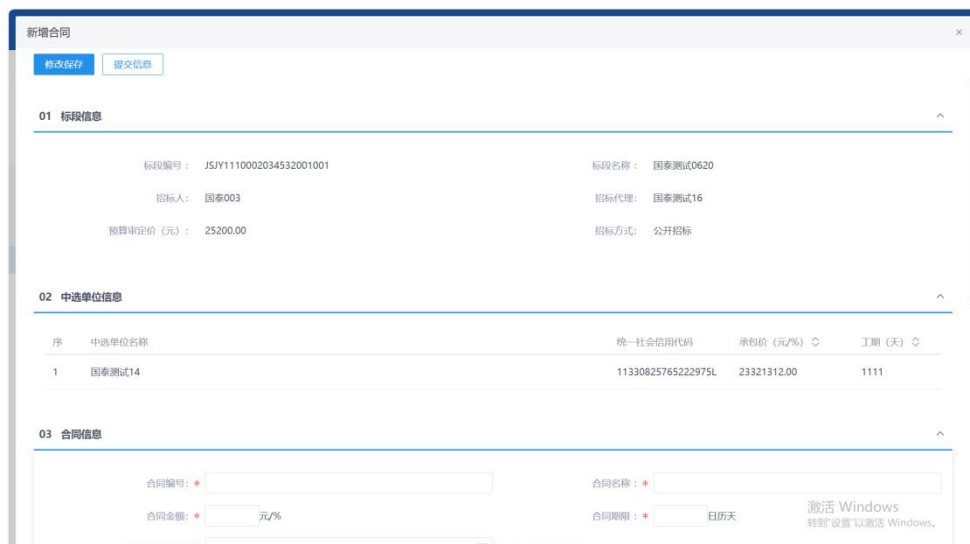 新增合同 ×
修改保存 提交信息
01 标段信息
标段编号： JSJY1110002034532001001 标段名称： 国泰测试0620
招标人： 国泰003 招标代理： 国泰测试16
预算审定价（元）： 25200.00 招标方式： 公开招标
02 中选单位信息
序 中选单位名称 统一社会信用代码 承包价（元/%） 工期（天）
1 国泰测试14 11330825765222975L 23321312.00 1111
03 合同信息
合同编号: * 合同名称：*
合同金额: * 元/% 合同期限：* 日历天
激活 Windows
转到"设置"以激活 Windows。